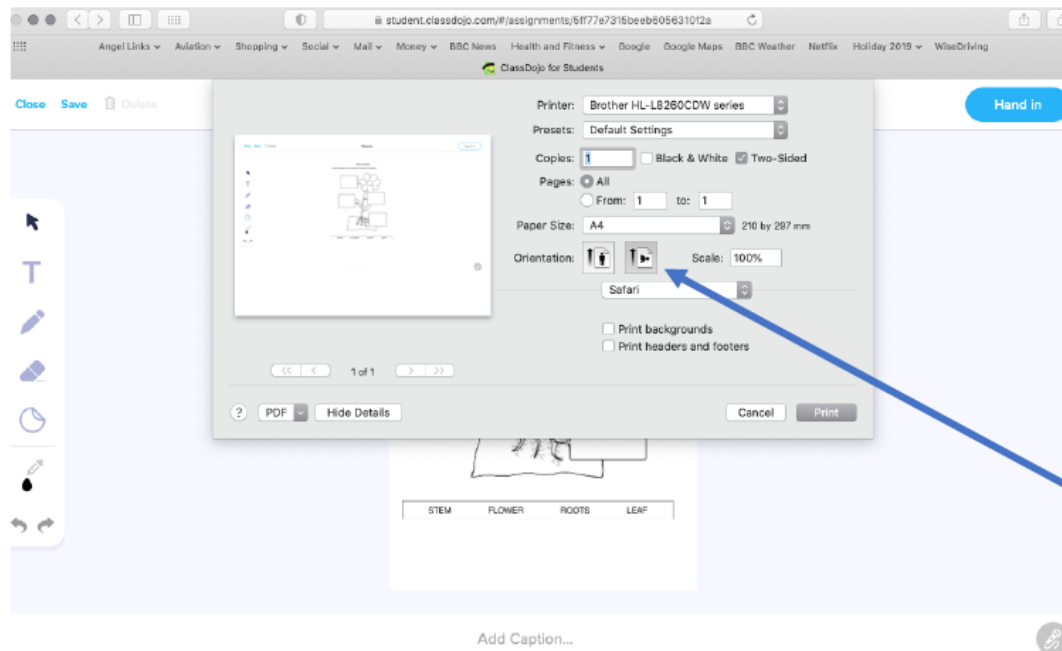 student.classdojo.com/#/assignments/5ff77e7315beeb605631012a
Angel Links Aviation Shopping Social Mail Money BBC News Health and Fitness Google Google Maps BBC Weather Netflix Holiday 2019 WiseDriving
ClassDojo for Students
Close Save Delete Hand in
Printer: Brother HL-L8260CDW series
Presets: Default Settings
Copies: 1 Black & White Two-Sided
Pages: All
From: 1 to: 1
Paper Size: A4 210 by 297 mm
Orientation: Scale: 100%
Safari
Print backgrounds
Print headers and footers
1 of 1
? PDF Hide Details Cancel Print
T
STEM FLOWER ROOTS LEAF
Add Caption...